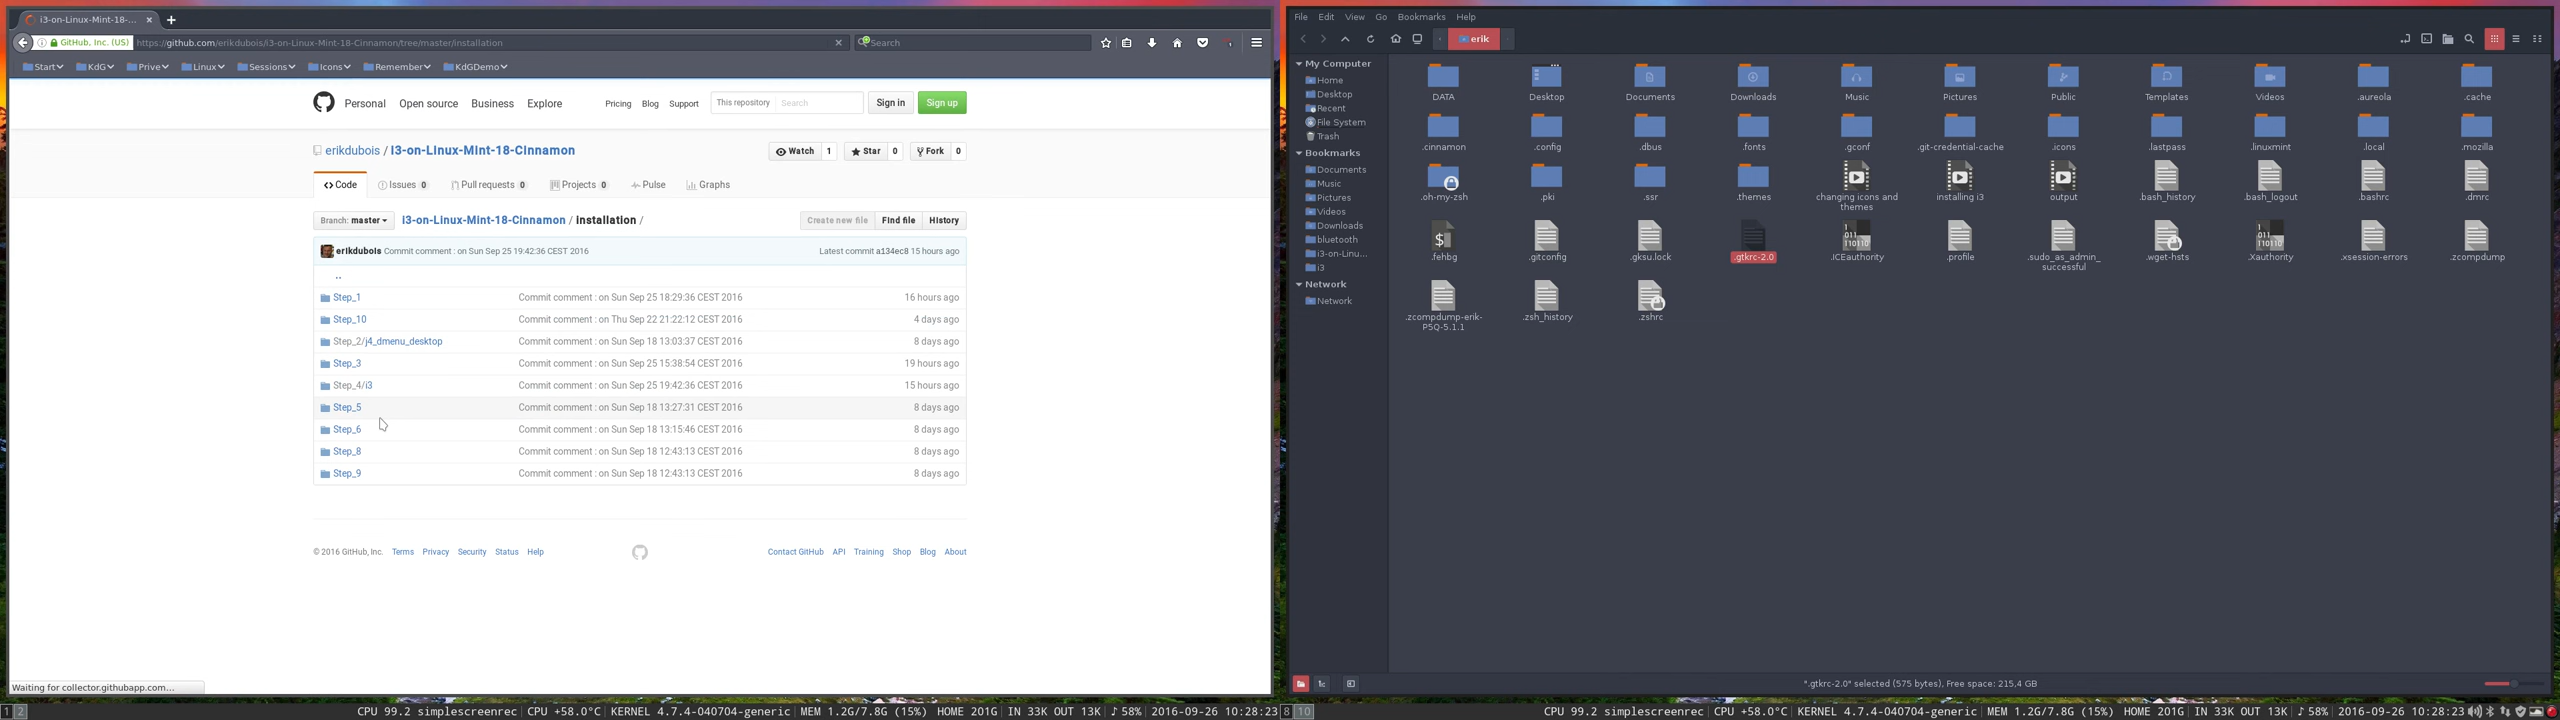 i3-on-Linux-Mint-18-...
GitHub, Inc. (US)
https://github.com/erikdubois/i3-on-Linux-Mint-18-Cinnamon/tree/master/installation
Search
Start
KdG
Prive
Linux
Sessions
Icons
Remember
KdGDemo
Personal
Open source
Business
Explore
Pricing
Blog
Support
This repository
Search
Sign in
Sign up
erikdubois / i3-on-Linux-Mint-18-Cinnamon
Watch 1
Star 0
Fork 0
Code
Issues 0
Pull requests 0
Projects 0
Pulse
Graphs
Branch: master
i3-on-Linux-Mint-18-Cinnamon / installation /
Create new file
Find file
History
erikdubois Commit comment : on Sun Sep 25 19:42:36 CEST 2016
Latest commit a134ec8 15 hours ago
..
Step_1 Commit comment : on Sun Sep 25 18:29:36 CEST 2016 16 hours ago
Step_10 Commit comment : on Thu Sep 22 21:22:12 CEST 2016 4 days ago
Step_2/j4_dmenu_desktop Commit comment : on Sun Sep 18 13:03:37 CEST 2016 8 days ago
Step_3 Commit comment : on Sun Sep 25 15:38:54 CEST 2016 19 hours ago
Step_4/i3 Commit comment : on Sun Sep 25 19:42:36 CEST 2016 15 hours ago
Step_5 Commit comment : on Sun Sep 18 13:27:31 CEST 2016 8 days ago
Step_6 Commit comment : on Sun Sep 18 13:15:46 CEST 2016 8 days ago
Step_8 Commit comment : on Sun Sep 18 12:43:13 CEST 2016 8 days ago
Step_9 Commit comment : on Sun Sep 18 12:43:13 CEST 2016 8 days ago
© 2016 GitHub, Inc. Terms Privacy Security Status Help
Contact GitHub API Training Shop Blog About
Waiting for collector.githubapp.com...
File Edit View Go Bookmarks Help
erik
My Computer
Home
Desktop
Recent
File System
Trash
Bookmarks
Documents
Music
Pictures
Videos
Downloads
bluetooth
i3-on-Linu...
i3
Network
Network
DATA Desktop Documents Downloads Music Pictures Public Templates Videos .aureola .cache
.cinnamon .config .dbus .fonts .gconf .git-credential-cache .icons .lastpass .linuxmint .local .mozilla
.oh-my-zsh .pki .ssr .themes changing icons and installing i3 output .bash_history .bash_logout .bashrc .dmrc
themes
.fehbg .gitconfig .gksu.lock .gtkrc-2.0 .ICEauthority .profile .sudo_as_admin_ .wget-hsts .Xauthority .xsession-errors .zcompdump
successful
.zcompdump-erik- .zsh_history .zshrc
P5Q-5.1.1
".gtkrc-2.0" selected (575 bytes), Free space: 215,4 GB
1 2
CPU 99.2 simplescreenrec CPU +58.0°C KERNEL 4.7.4-040704-generic MEM 1.2G/7.8G (15%) HOME 201G IN 33K OUT 13K ♪ 58% 2016-09-26 10:28:23
8 10
CPU 99.2 simplescreenrec CPU +58.0°C KERNEL 4.7.4-040704-generic MEM 1.2G/7.8G (15%) HOME 201G IN 33K OUT 13K ♪ 58% 2016-09-26 10:28:23